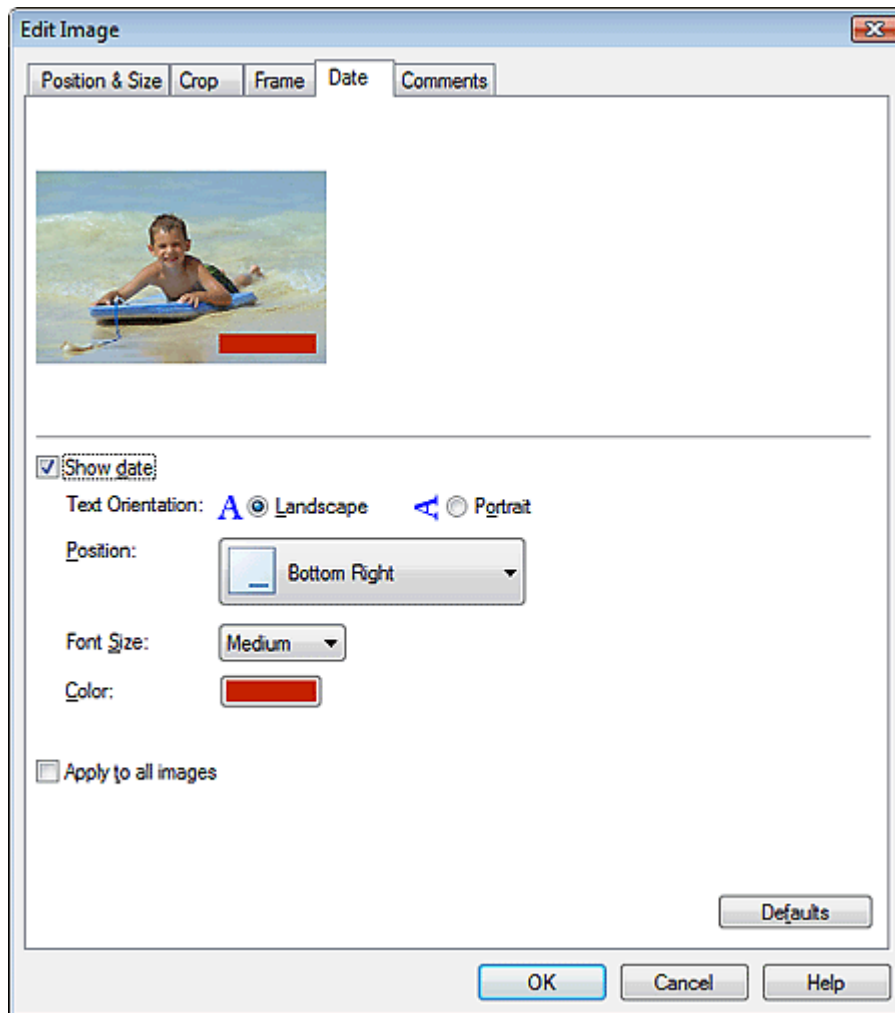 Edit Image
Position & Size Crop Frame Date Comments
Show date
Text Orientation: A Landscape A Portrait
Position: Bottom Right
Font Size: Medium
Color:
Apply to all images
Defaults
OK Cancel Help